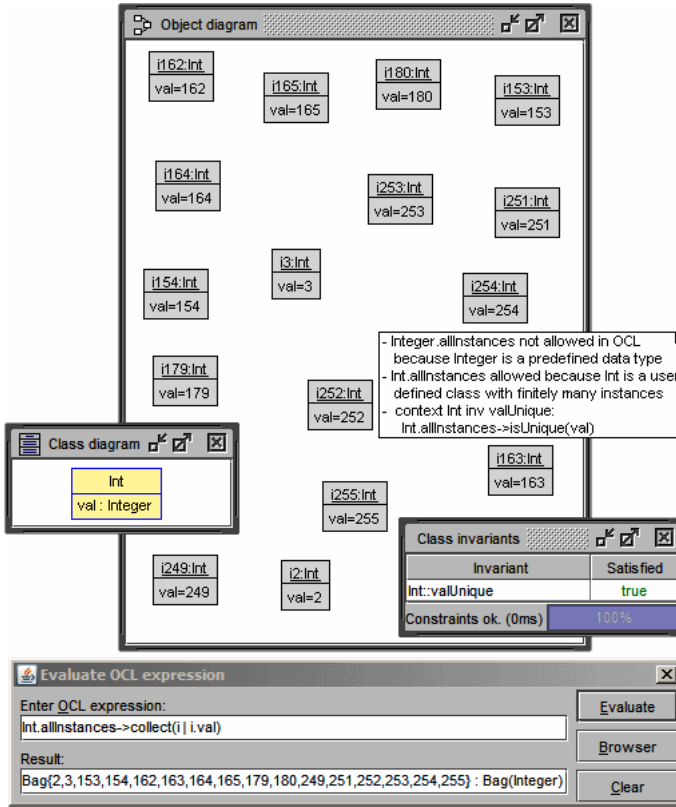 Object diagram
i162:Int
val=162
i165:Int
val=165
i180:Int
val=180
i153:Int
val=153
i164:Int
val=164
i253:Int
val=253
i251:Int
val=251
i3:Int
val=3
i154:Int
val=154
i254:Int
val=254
- Integer.allInstances not allowed in OCL
because Integer is a predefined data type
- Int.allInstances allowed because Int is a user
defined class with finitely many instances
- context Int inv valUnique:
Int.allInstances->isUnique(val)
i179:Int
val=179
i252:Int
val=252
Class diagram
Int
val : Integer
i163:Int
val=163
i255:Int
val=255
Class invariants
Invariant Satisfied
Int::valUnique true
Constraints ok. (0ms) 100%
i249:Int
val=249
i2:Int
val=2
Evaluate OCL expression
Enter OCL expression:
Int.allInstances->collect(i | i.val)
Result:
Bag{2,3,153,154,162,163,164,165,179,180,249,251,252,253,254,255} : Bag(Integer)
Evaluate
Browser
Clear